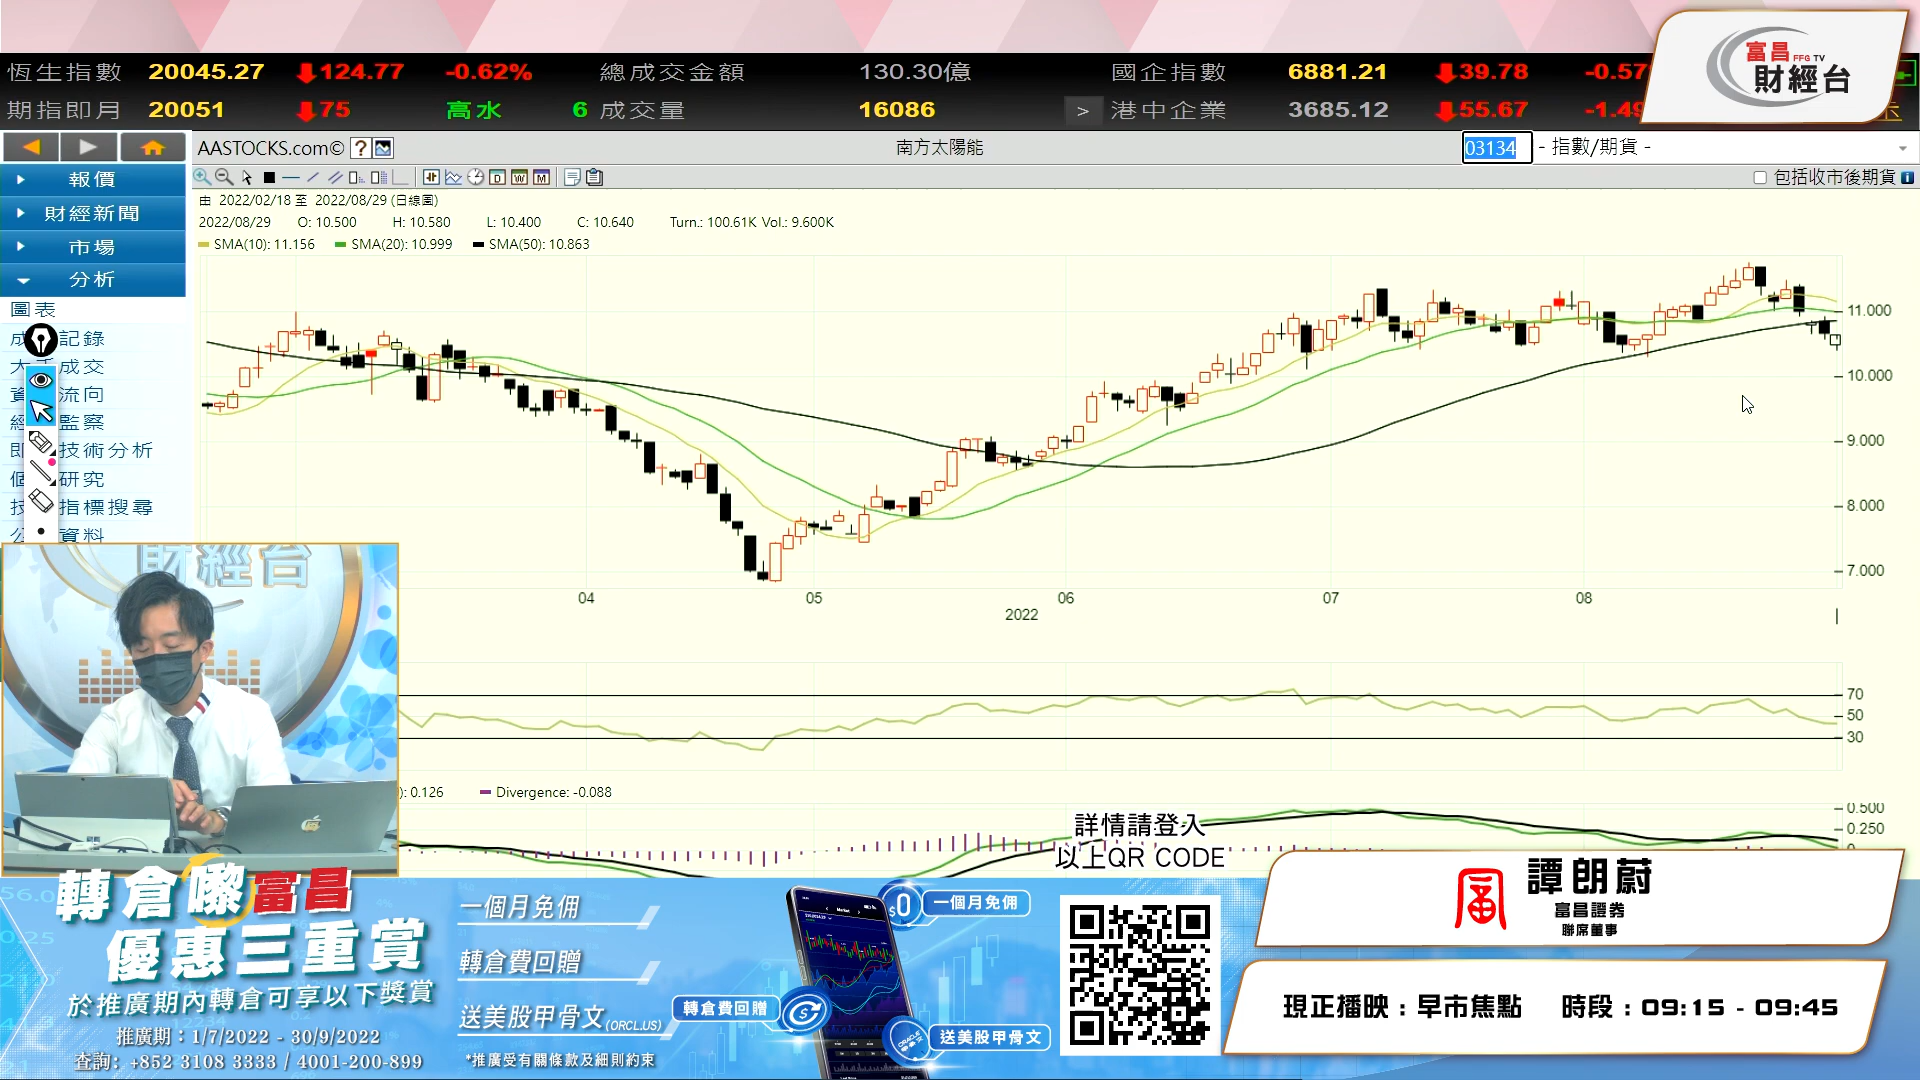 恆生指數 20045.27 124.77 -0.62% 總成交金額 130.30億 國企指數 6881.21 39.78 -0.57
期指即月 20051 75 高水 6 成交量 16086 > 港中企業 3685.12 55.67 -1.49
富昌 FFG TV
財經台
AASTOCKS.com© ? 南方太陽能 03134 - 指數/期貨 -
包括收市後期貨
報價
財經新聞
市場
分析
圖表
記錄
成交
流向
監察
技術分析
研究
指標搜尋
資料
由 2022/02/18 至 2022/08/29 (日線圖)
2022/08/29 O: 10.500 H: 10.580 L: 10.400 C: 10.640 Turn.: 100.61K Vol.: 9.600K
SMA(10): 11.156 SMA(20): 10.999 SMA(50): 10.863
11.000
10.000
9.000
8.000
7.000
04 05 06 07 08
2022
70
50
30
): 0.126 Divergence: -0.088
0.500
0.250
0
財經台
詳情請登入
以上QR CODE
轉倉嚟富昌
優惠三重賞
於推廣期內轉倉可享以下獎賞
推廣期：1/7/2022 - 30/9/2022
查詢：+852 3108 3333 / 4001-200-899
一個月免佣
轉倉費回贈
送美股甲骨文(ORCL.US)
*推廣受有關條款及細則約束
$0 一個月免佣
轉倉費回贈
送美股甲骨文
譚朗蔚
富昌證券
聯席董事
現正播映：早市焦點 時段：09:15 - 09:45